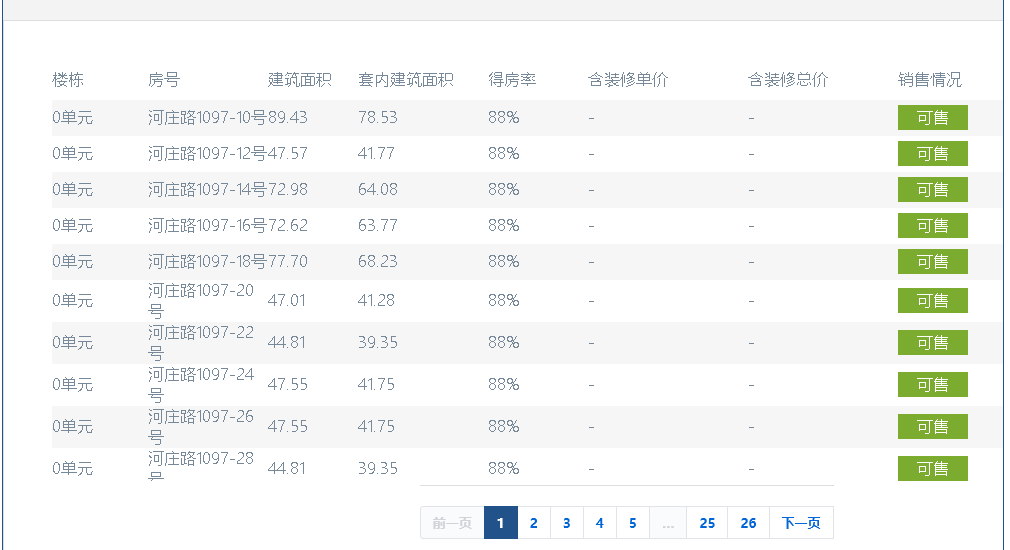 楼栋 房号 建筑面积 套内建筑面积 得房率 含装修单价 含装修总价 销售情况
0单元 河庄路1097-10号 89.43 78.53 88% - - 可售
0单元 河庄路1097-12号 47.57 41.77 88% - - 可售
0单元 河庄路1097-14号 72.98 64.08 88% - - 可售
0单元 河庄路1097-16号 72.62 63.77 88% - - 可售
0单元 河庄路1097-18号 77.70 68.23 88% - - 可售
0单元 河庄路1097-20号 47.01 41.28 88% - - 可售
0单元 河庄路1097-22号 44.81 39.35 88% - - 可售
0单元 河庄路1097-24号 47.55 41.75 88% - - 可售
0单元 河庄路1097-26号 47.55 41.75 88% - - 可售
0单元 河庄路1097-28号 44.81 39.35 88% - - 可售
前一页 1 2 3 4 5 ... 25 26 下一页